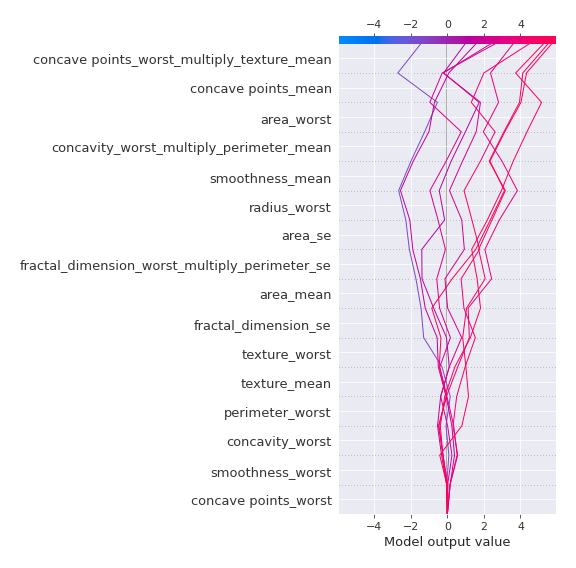 −4 −2 0 2 4
concave points_worst_multiply_texture_mean
concave points_mean
area_worst
concavity_worst_multiply_perimeter_mean
smoothness_mean
radius_worst
area_se
fractal_dimension_worst_multiply_perimeter_se
area_mean
fractal_dimension_se
texture_worst
texture_mean
perimeter_worst
concavity_worst
smoothness_worst
concave points_worst
−4 −2 0 2 4
Model output value